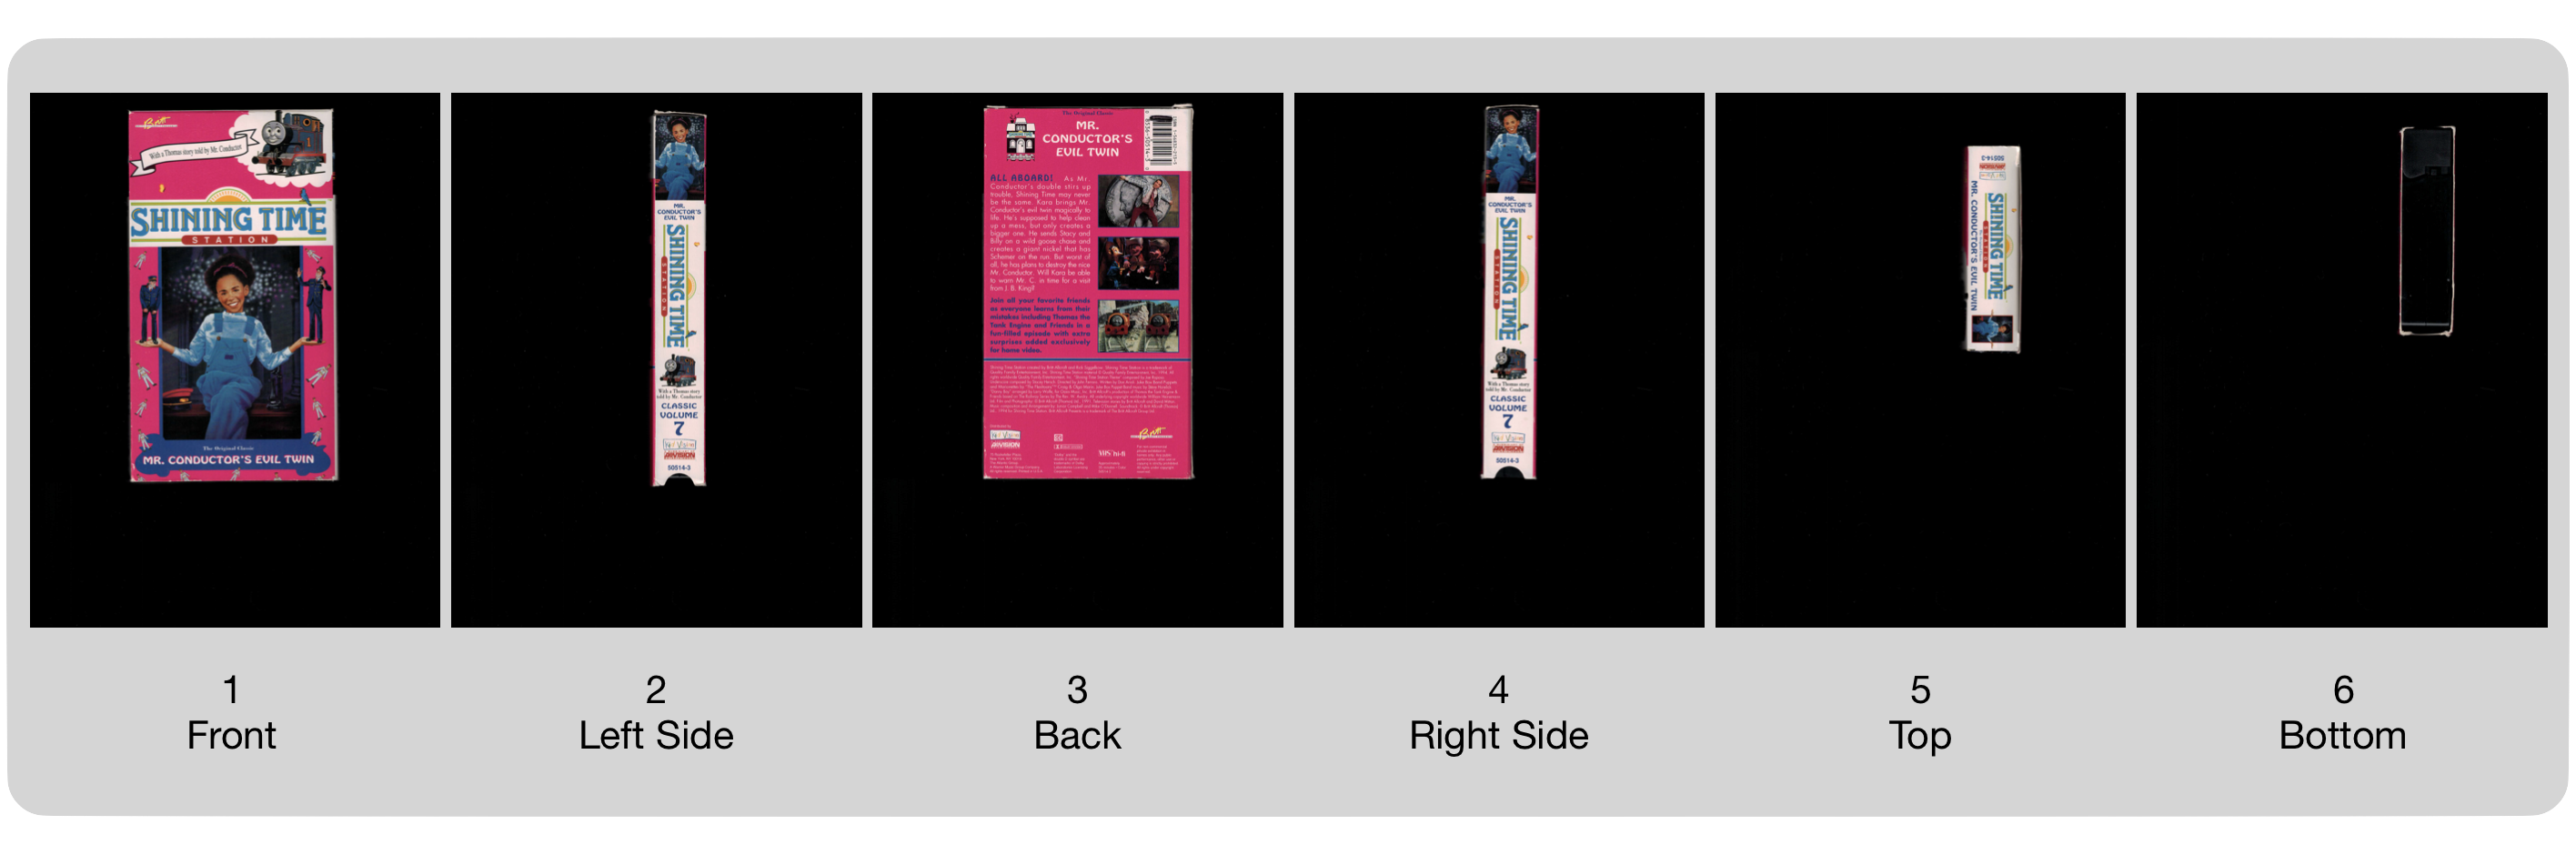 Britt
With a Thomas story told by Mr. Conductor
1
SHINING TIME
STATION
The Original Classic
MR. CONDUCTOR'S EVIL TWIN
MR.
CONDUCTOR'S
EVIL TWIN
SHINING TIME
STATION
With a Thomas story
told by Mr. Conductor
CLASSIC
VOLUME
7
50514-3
The Original Classic
MR.
CONDUCTOR'S
EVIL TWIN
ALL ABOARD! As Mr.
Conductor's double stirs up
trouble, Shining Time may never
be the same. Kara brings Mr.
Conductor's evil twin magically to
life. He's supposed to help clean
up a mess, but only creates a
bigger one. He sends Stacy and
Billy on a wild goose chase and
creates a giant nickel that has
Schemer on the run. But worst of
all, he has plans to destroy the nice
Mr. Conductor. Will Kara be able
to warn Mr. C. in time for a visit
from J. B. King?
Join all your favorite friends
as everyone learns from their
mistakes including Thomas the
Tank Engine and Friends in a
fun-filled episode with extra
surprises added exclusively
for home video.
Britt
VHS hi-fi
MR.
CONDUCTOR'S
EVIL TWIN
SHINING TIME
STATION
With a Thomas story
told by Mr. Conductor
CLASSIC
VOLUME
7
50514-3
50514-3
SHINING TIME
STATION
MR. CONDUCTOR'S EVIL TWIN
1
Front
2
Left Side
3
Back
4
Right Side
5
Top
6
Bottom